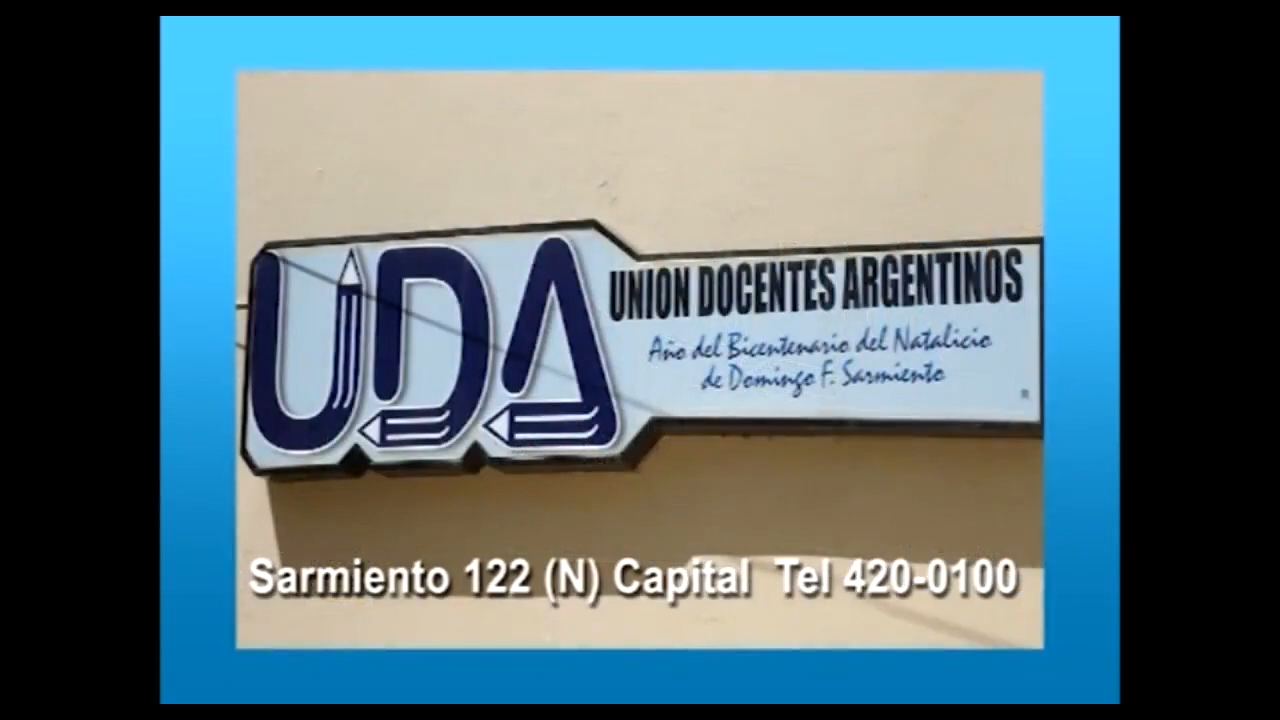 UDA
UNION DOCENTES ARGENTINOS
Año del Bicentenario del Natalicio
de Domingo F. Sarmiento
Sarmiento 122 (N) Capital Tel 420-0100